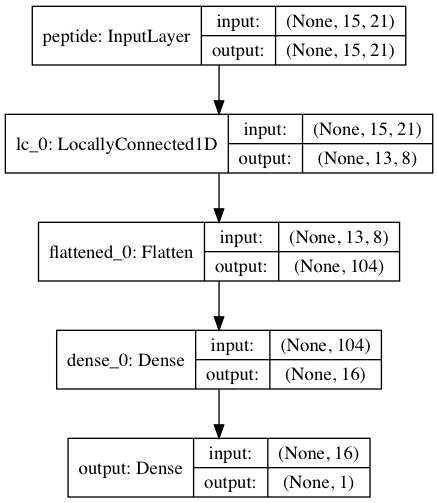 peptide: InputLayer
input: (None, 15, 21)
output: (None, 15, 21)
lc_0: LocallyConnected1D
input: (None, 15, 21)
output: (None, 13, 8)
flattened_0: Flatten
input: (None, 13, 8)
output: (None, 104)
dense_0: Dense
input: (None, 104)
output: (None, 16)
output: Dense
input: (None, 16)
output: (None, 1)